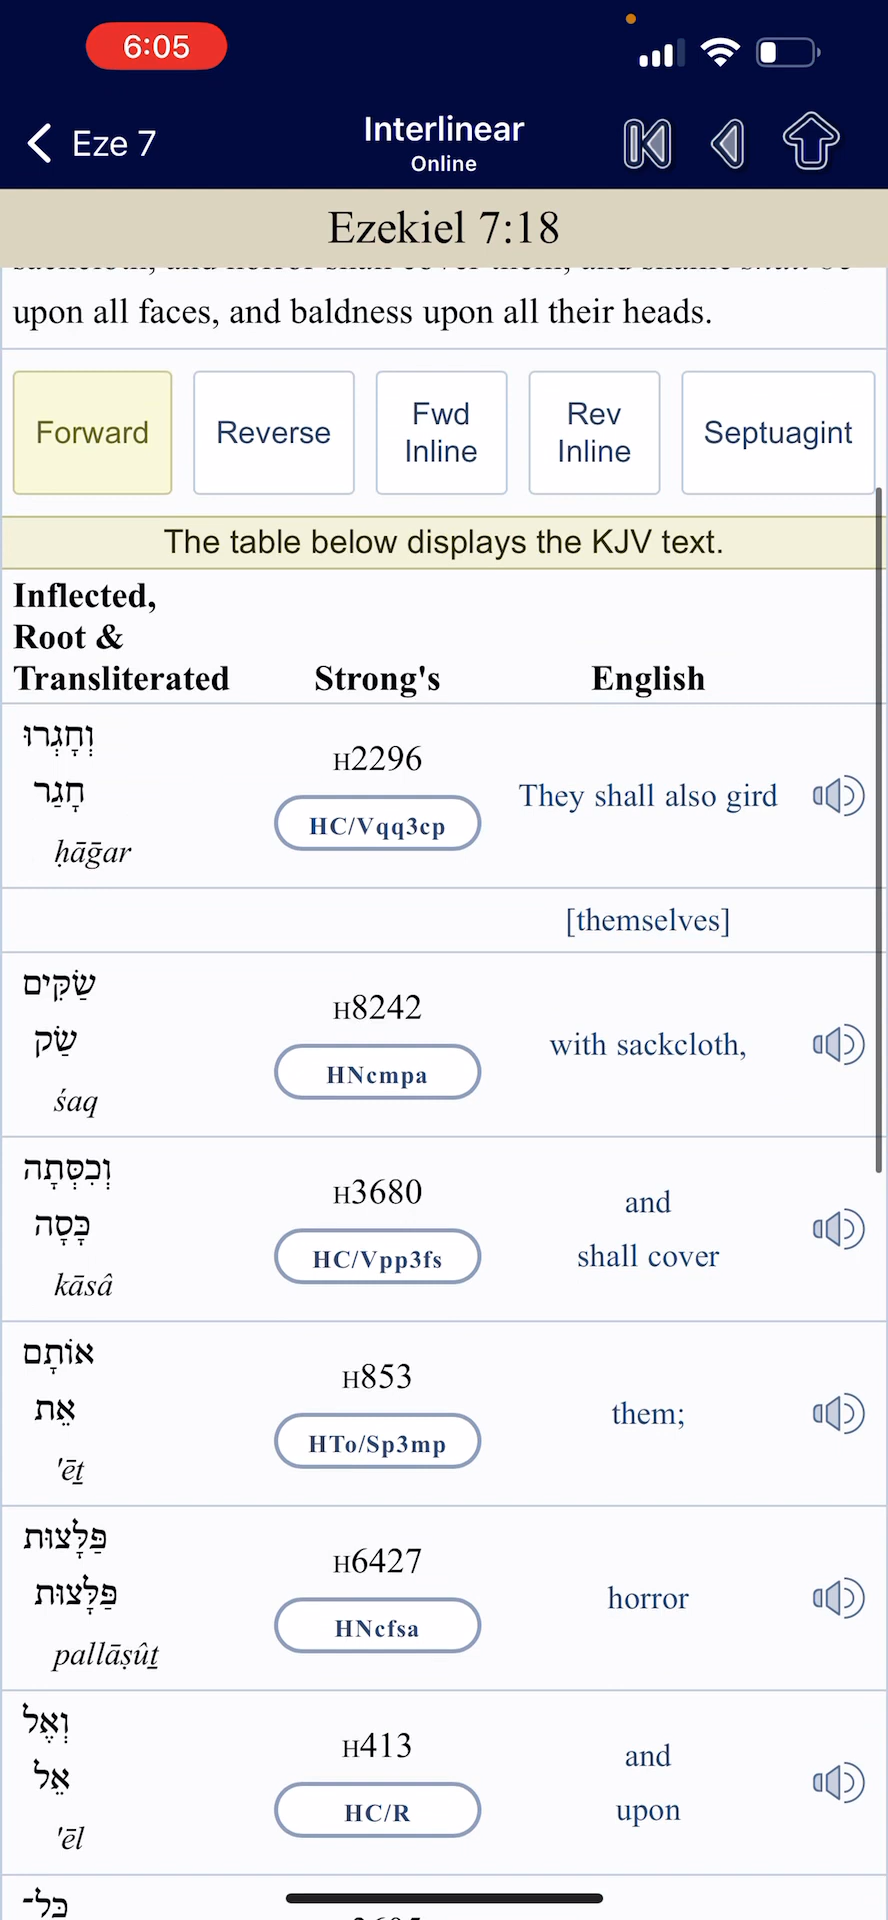 6:05
Eze 7
Interlinear
Online
Ezekiel 7:18
upon all faces, and baldness upon all their heads.
Forward
Reverse
Fwd
Inline
Rev
Inline
Septuagint
The table below displays the KJV text.
Inflected,
Root &
Transliterated
Strong's
English
וְחָגְרוּ
חָגַר
ḥāḡar
H2296
HC/Vqq3cp
They shall also gird
[themselves]
שַׂקִּים
שַׂק
śaq
H8242
HNcmpa
with sackcloth,
וְכִסְּתָה
כָּסָה
kāsâ
H3680
HC/Vpp3fs
and
shall cover
אוֹתָם
אֵת
'ēṯ
H853
HTo/Sp3mp
them;
פַּלָּצוּת
פַּלָּצוּת
pallāṣûṯ
H6427
HNcfsa
horror
וְאֶל
אֵל
'ēl
H413
HC/R
and
upon
כׇּל־